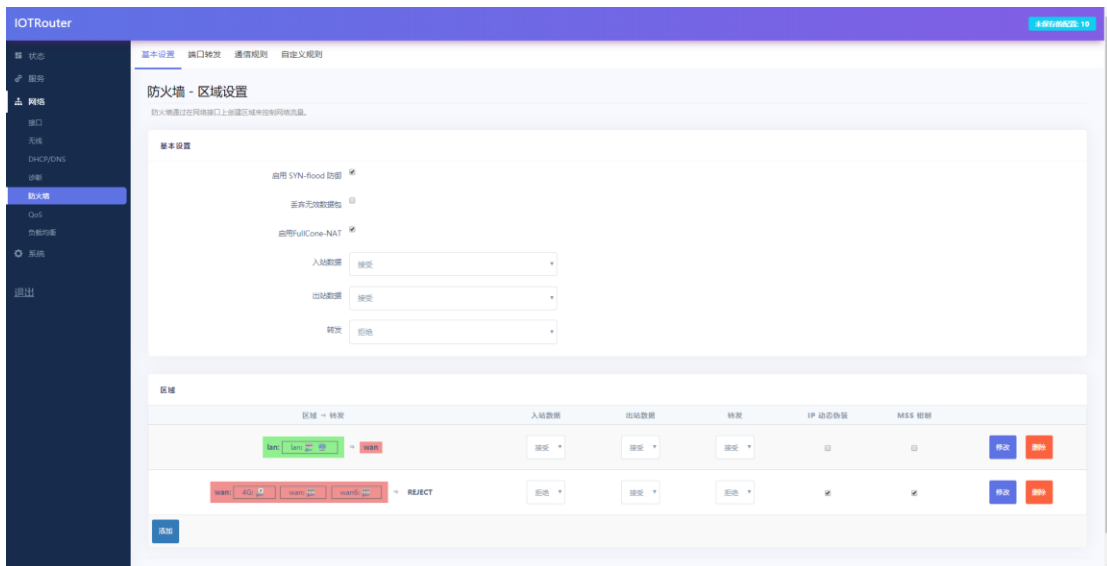 IOTRouter
未保存的配置: 10
状态
服务
网络
接口
无线
DHCP/DNS
诊断
防火墙
QoS
负载均衡
系统
退出
基本设置 端口转发 通信规则 自定义规则
防火墙 - 区域设置
防火墙通过在网络接口上创建区域来控制网络流量。
基本设置
启用 SYN-flood 防御
丢弃无效数据包
启用FullCone-NAT
入站数据 接受
出站数据 接受
转发 拒绝
区域
区域 ⇒ 转发 入站数据 出站数据 转发 IP 动态伪装 MSS 钳制
lan: lan: ⇒ wan 接受 接受 接受 修改 删除
wan: 4G: wan: wan6: ⇒ REJECT 拒绝 接受 拒绝 修改 删除
添加